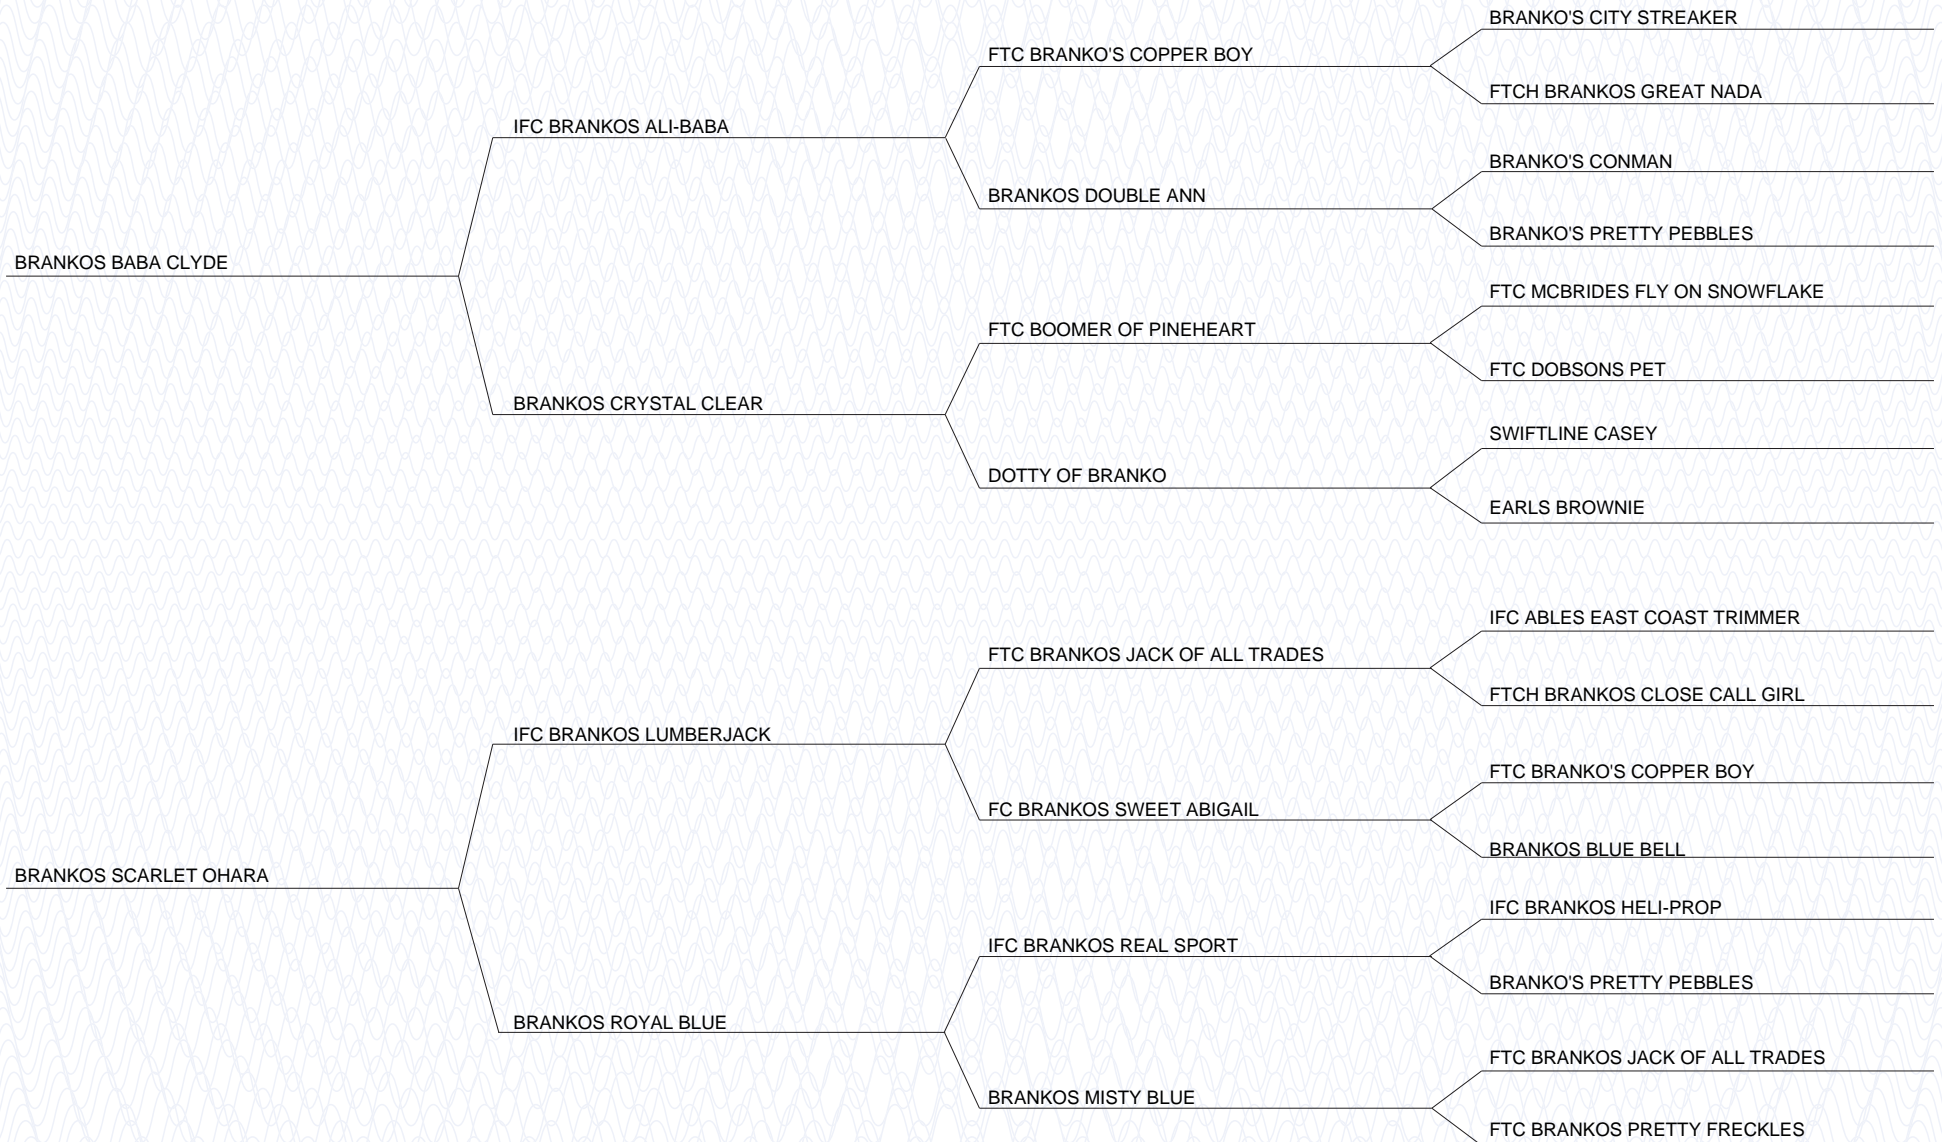 BRANKO'S CITY STREAKER
FTC BRANKO'S COPPER BOY
FTCH BRANKOS GREAT NADA
IFC BRANKOS ALI-BABA
BRANKO'S CONMAN
BRANKOS DOUBLE ANN
BRANKO'S PRETTY PEBBLES
BRANKOS BABA CLYDE
FTC MCBRIDES FLY ON SNOWFLAKE
FTC BOOMER OF PINEHEART
FTC DOBSONS PET
BRANKOS CRYSTAL CLEAR
SWIFTLINE CASEY
DOTTY OF BRANKO
EARLS BROWNIE
IFC ABLES EAST COAST TRIMMER
FTC BRANKOS JACK OF ALL TRADES
FTCH BRANKOS CLOSE CALL GIRL
IFC BRANKOS LUMBERJACK
FTC BRANKO'S COPPER BOY
FC BRANKOS SWEET ABIGAIL
BRANKOS BLUE BELL
BRANKOS SCARLET OHARA
IFC BRANKOS HELI-PROP
IFC BRANKOS REAL SPORT
BRANKO'S PRETTY PEBBLES
BRANKOS ROYAL BLUE
FTC BRANKOS JACK OF ALL TRADES
BRANKOS MISTY BLUE
FTC BRANKOS PRETTY FRECKLES